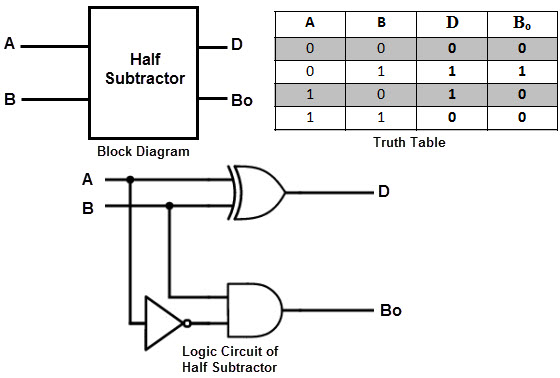 A
B
Half
Subtractor
D
Bo
Block Diagram
A B D Bₒ
0 0 0 0
0 1 1 1
1 0 1 0
1 1 0 0
Truth Table
A
B
D
Bo
Logic Circuit of
Half Subtractor